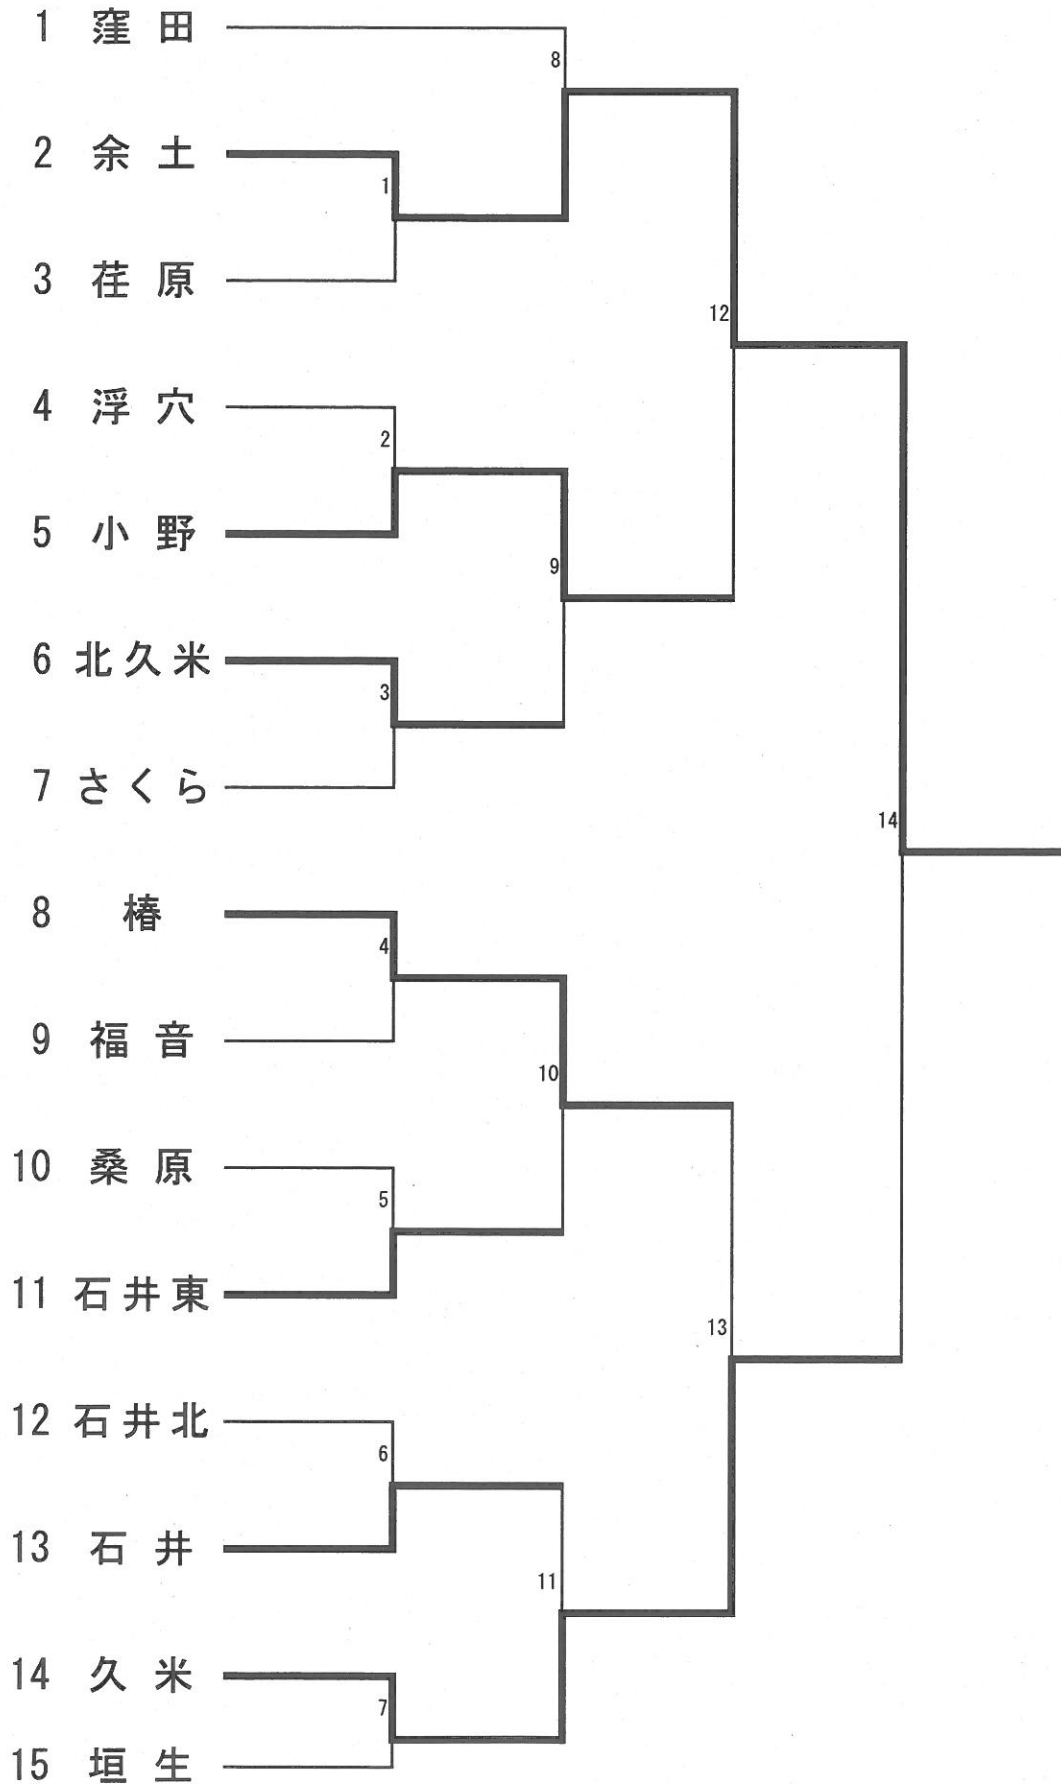 1 窪田
8
2 余土
1
3 荏原
12
4 浮穴
2
5 小野
9
6 北久米
3
7 さくら
14
8 椿
4
9 福音
10
10 桑原
5
11 石井東
13
12 石井北
6
13 石井
11
14 久米
7
15 垣生